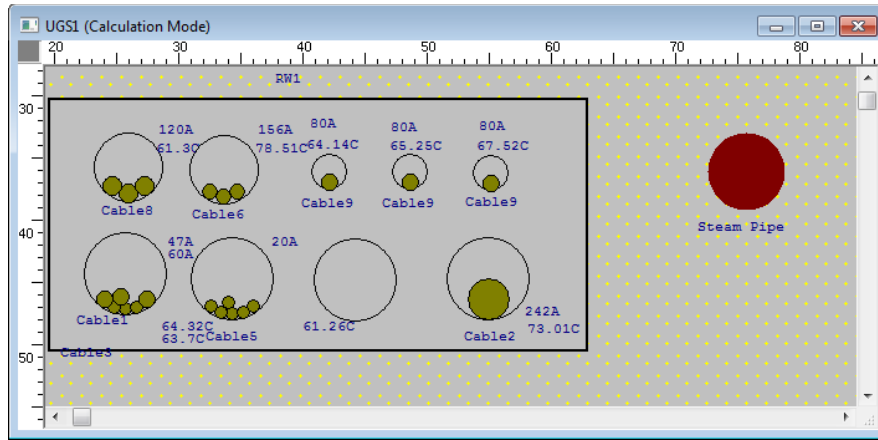 UGS1 (Calculation Mode)
20 30 40 50 60 70 80
RW1
30
120A 156A 80A 80A 80A
61.3C 78.51C 64.14C 65.25C 67.52C
Cable8 Cable6 Cable9 Cable9 Cable9
Steam Pipe
40
47A 20A
60A
242A
Cable1 64.32C 61.26C 73.01C
63.7C Cable5 Cable2
Cable3
50